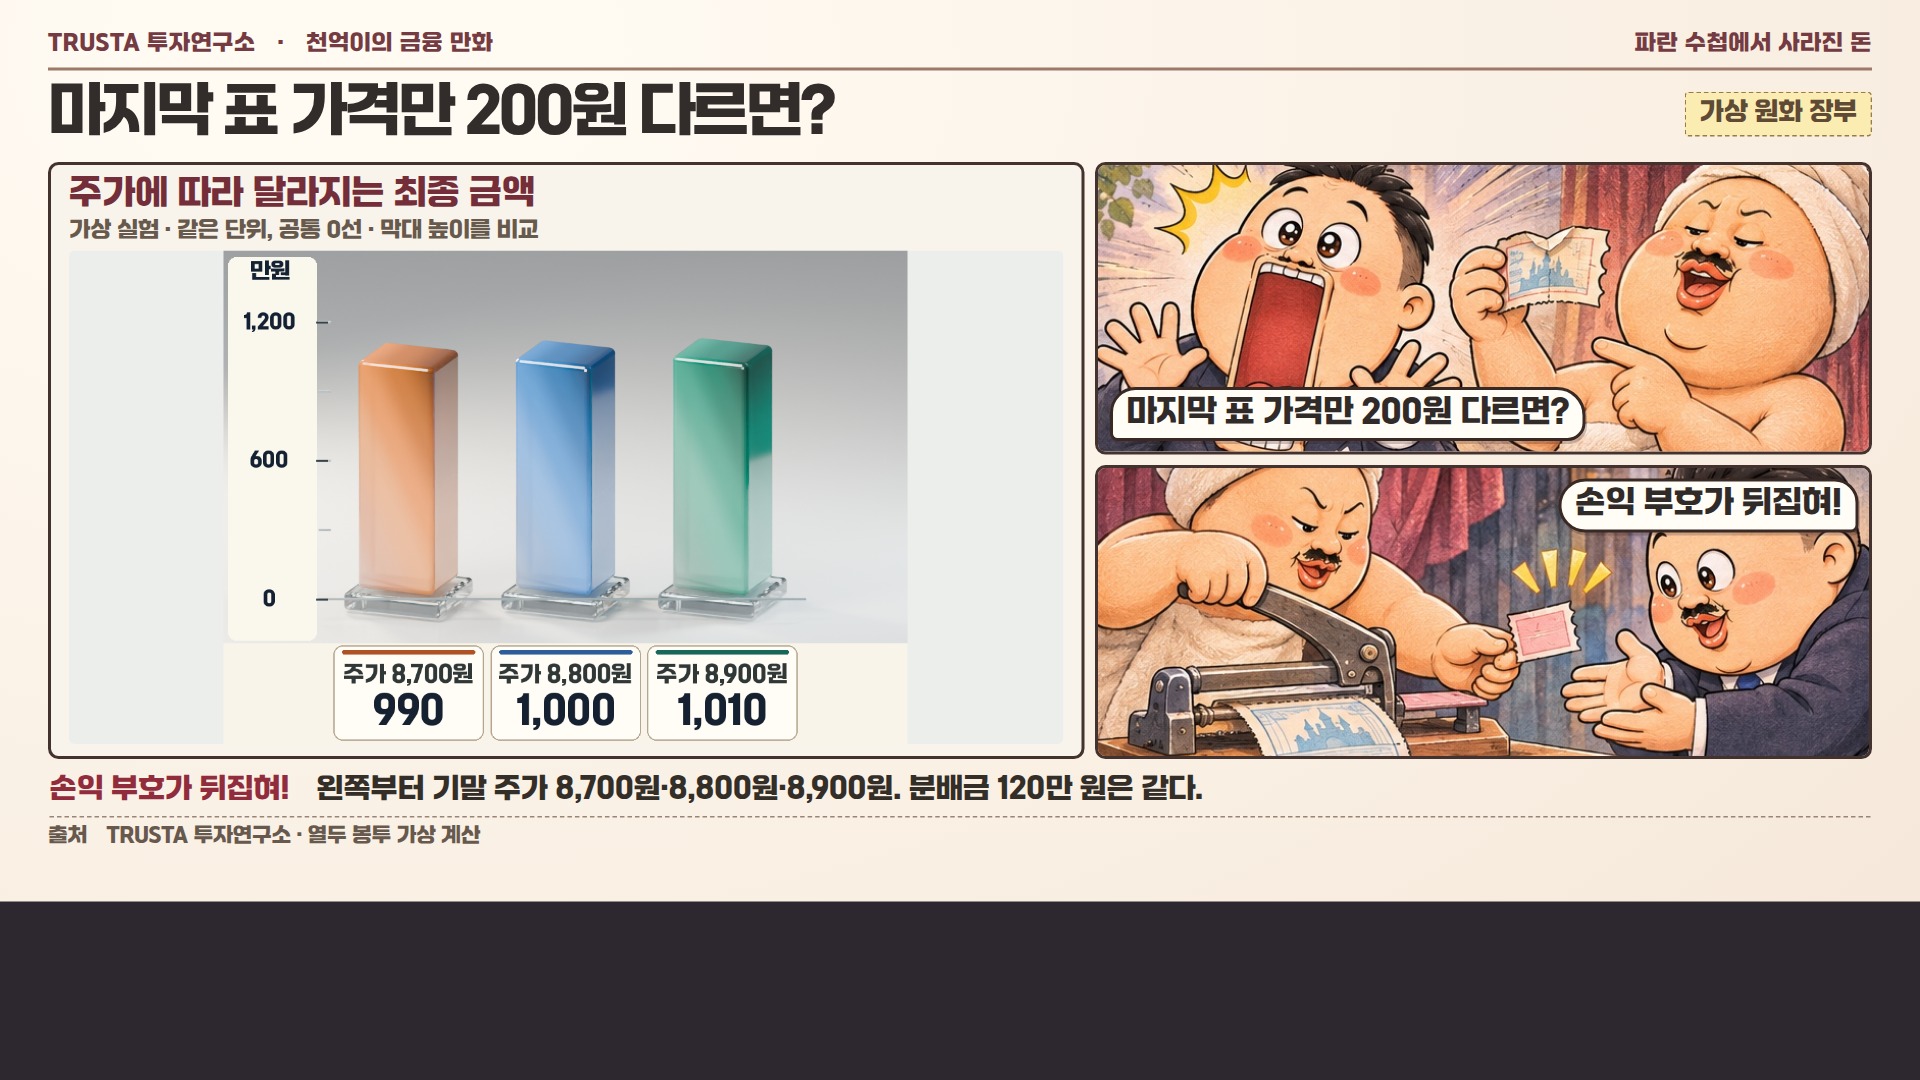 TRUSTA 투자연구소 · 천억이의 금융 만화
파란 수첩에서 사라진 돈
마지막 표 가격만 200원 다르면?
가상 원화 장부
주가에 따라 달라지는 최종 금액
가상 실험 · 같은 단위, 공통 0선 · 막대 높이를 비교
만원
1,200
600
0
주가 8,700원
990
주가 8,800원
1,000
주가 8,900원
1,010
마지막 표 가격만 200원 다르면?
손익 부호가 뒤집혀!
손익 부호가 뒤집혀! 왼쪽부터 기말 주가 8,700원·8,800원·8,900원. 분배금 120만 원은 같다.
출처 TRUSTA 투자연구소 · 열두 봉투 가상 계산